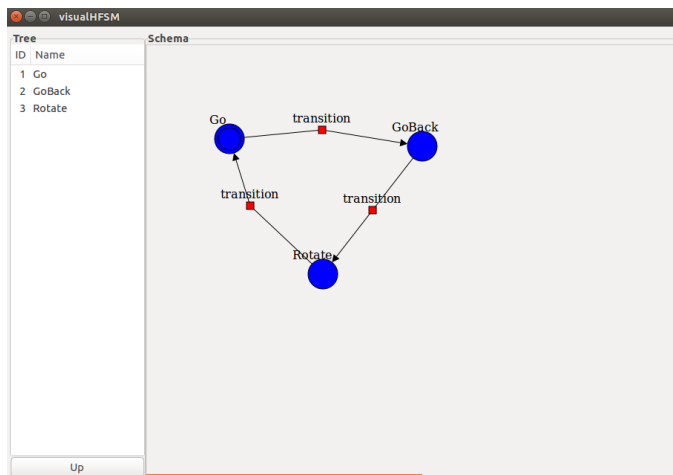 visualHFSM
Tree
Schema
ID Name
1 Go
2 GoBack
3 Rotate
Go
transition
GoBack
transition
transition
Rotate
Up